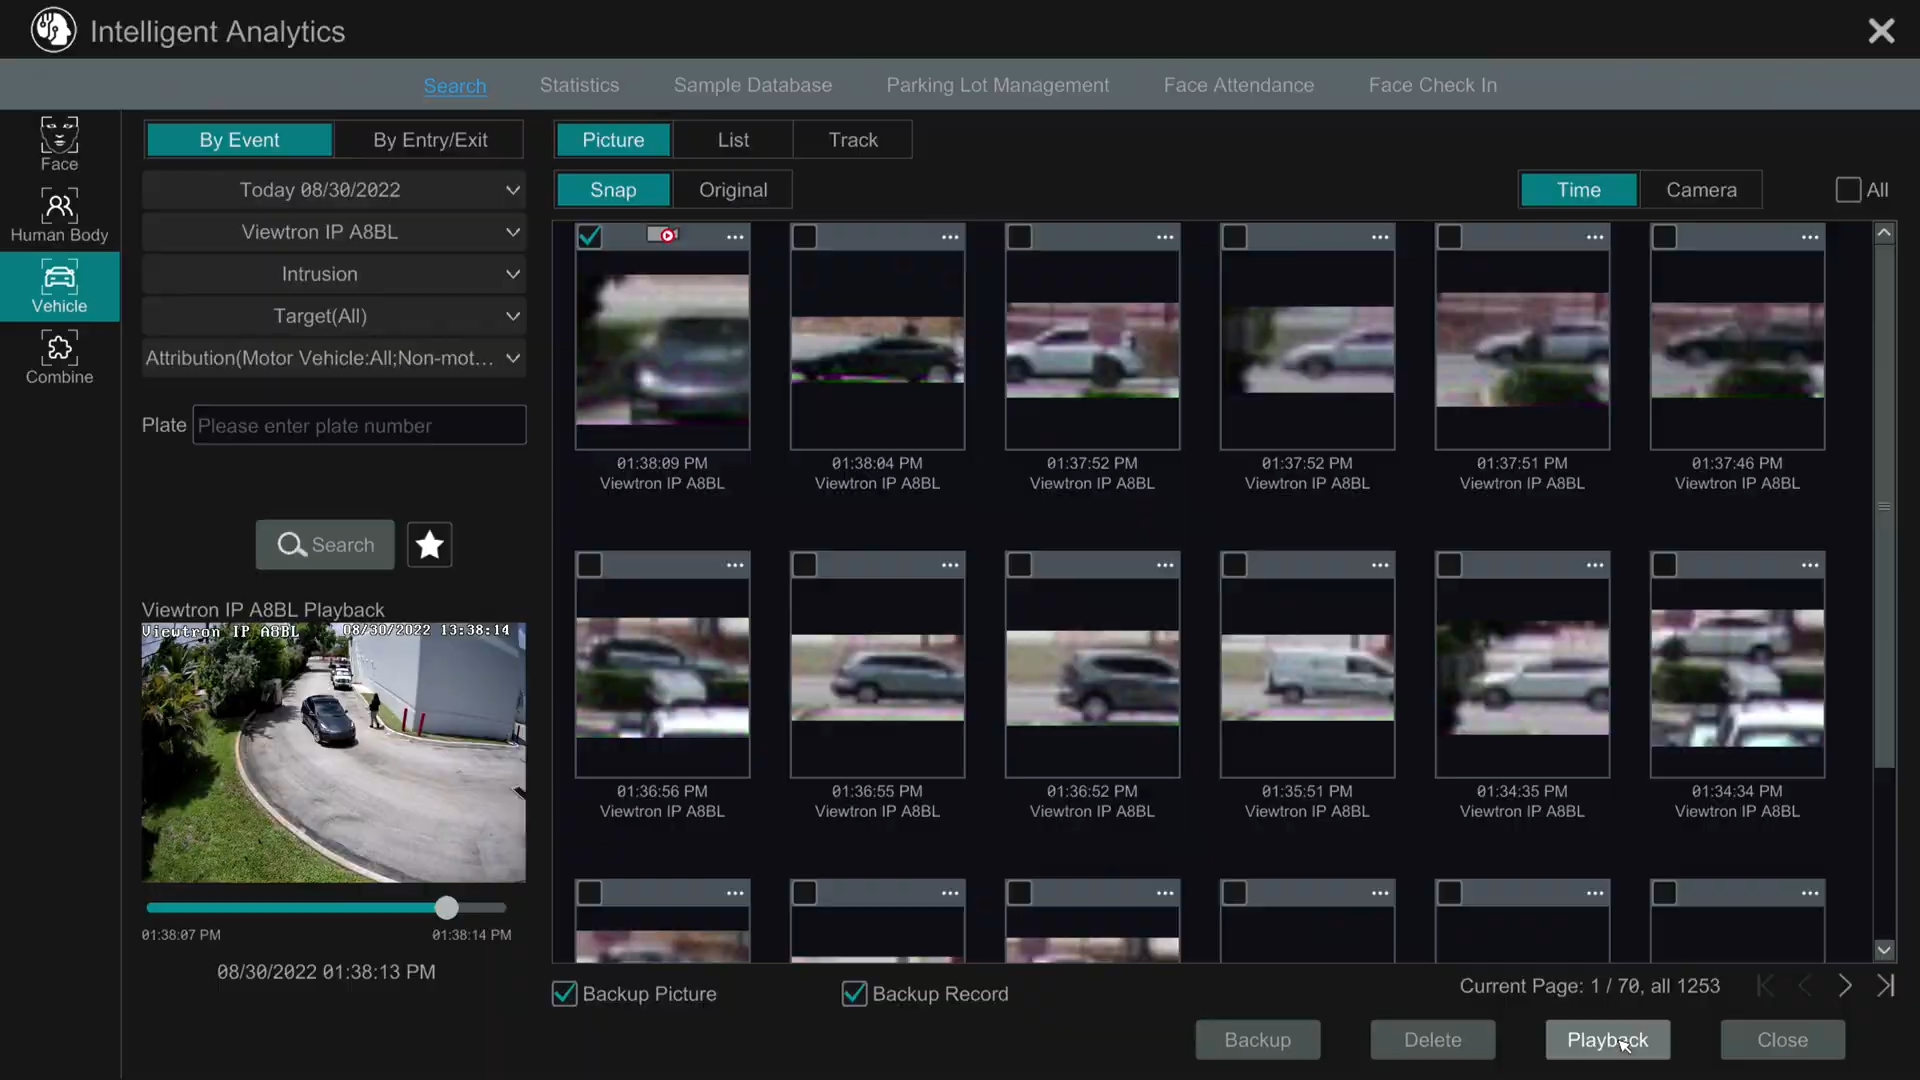 Intelligent Analytics
Search Statistics Sample Database Parking Lot Management Face Attendance Face Check In
Face
Human Body
Vehicle
Combine
By Event By Entry/Exit
Today 08/30/2022
Viewtron IP A8BL
Intrusion
Target(All)
Attribution(Motor Vehicle:All;Non-mot...
Plate Please enter plate number
Search
Viewtron IP A8BL Playback
Viewtron IP A8BL 08/30/2022 13:38:14
01:38:07 PM 01:38:14 PM
08/30/2022 01:38:13 PM
Picture List Track
Snap Original Time Camera All
01:38:09 PM 01:38:04 PM 01:37:52 PM 01:37:52 PM 01:37:51 PM 01:37:46 PM
Viewtron IP A8BL Viewtron IP A8BL Viewtron IP A8BL Viewtron IP A8BL Viewtron IP A8BL Viewtron IP A8BL
01:36:56 PM 01:36:55 PM 01:36:52 PM 01:35:51 PM 01:34:35 PM 01:34:34 PM
Viewtron IP A8BL Viewtron IP A8BL Viewtron IP A8BL Viewtron IP A8BL Viewtron IP A8BL Viewtron IP A8BL
Backup Picture Backup Record Current Page: 1 / 70, all 1253
Backup Delete Playback Close